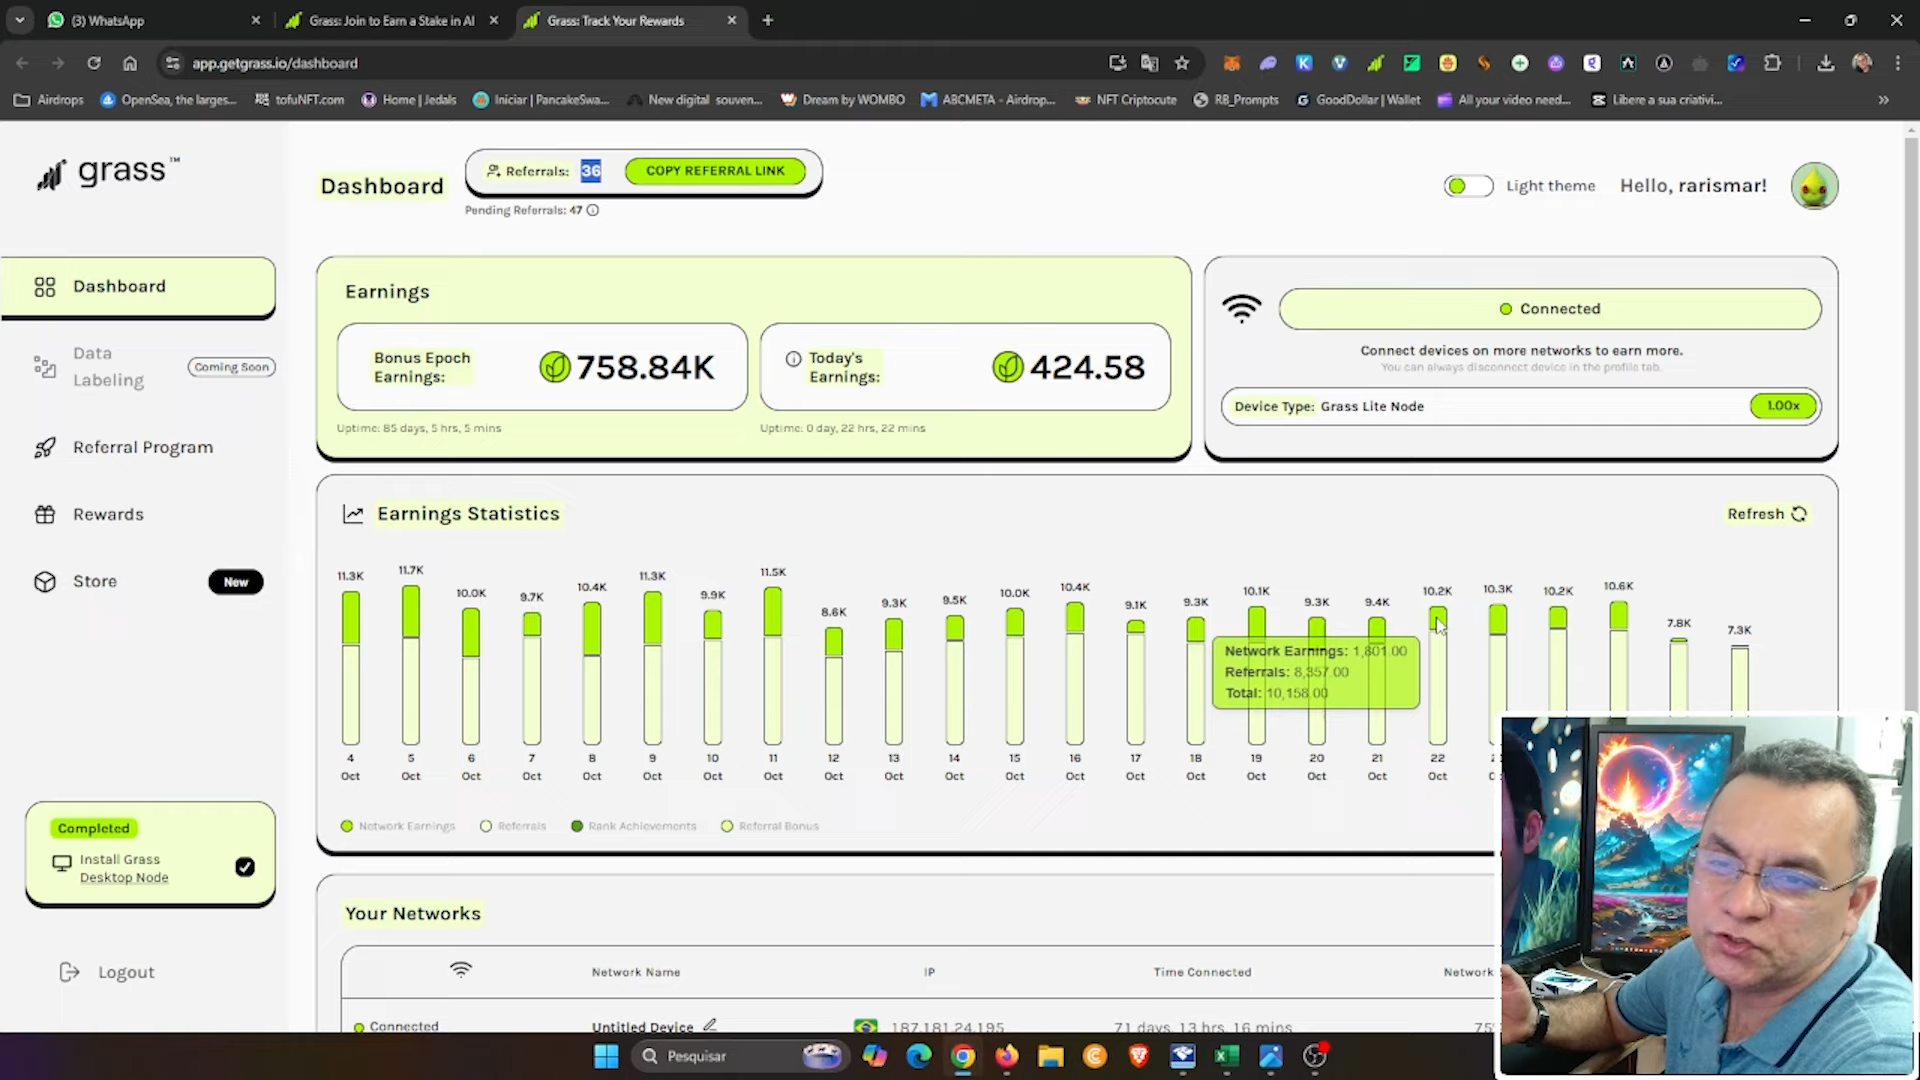 (3) WhatsApp
Grass: Join to Earn a Stake in AI
Grass: Track Your Rewards
app.getgrass.io/dashboard
Airdrops
OpenSea, the larges...
tofuNFT.com
Home | Jedals
Iniciar | PancakeSwa...
New digital souven...
Dream by WOMBO
ABCMETA - Airdrop...
NFT Criptocute
RB_Prompts
GoodDollar | Wallet
All your video need...
Libere a sua criativi...
grass™
Dashboard
Referrals: 36
COPY REFERRAL LINK
Pending Referrals: 47
Light theme
Hello, rarismar!
Dashboard
Data Labeling
Coming Soon
Referral Program
Rewards
Store
New
Completed
Install Grass
Desktop Node
Logout
Earnings
Bonus Epoch
Earnings:
758.84K
Uptime: 85 days, 5 hrs, 5 mins
Today's
Earnings:
424.58
Uptime: 0 day, 22 hrs, 22 mins
Connected
Connect devices on more networks to earn more.
You can always disconnect device in the profile tab.
Device Type: Grass Lite Node
1.00x
Earnings Statistics
Refresh
11.3K 11.7K 10.0K 9.7K 10.4K 11.3K 9.9K 11.5K 8.6K 9.3K 9.5K 10.0K 10.4K 9.1K 9.3K 10.1K 9.3K 9.4K 10.2K 10.3K 10.2K 10.6K 7.8K 7.3K
Network Earnings: 1,801.00
Referrals: 8,357.00
Total: 10,158.00
4 5 6 7 8 9 10 11 12 13 14 15 16 17 18 19 20 21 22
Oct Oct Oct Oct Oct Oct Oct Oct Oct Oct Oct Oct Oct Oct Oct Oct Oct Oct Oct
Network Earnings
Referrals
Rank Achievements
Referral Bonus
Your Networks
Network Name
IP
Time Connected
Network
Connected
Untitled Device
187.181.24.195
71 days, 13 hrs, 16 mins
Pesquisar